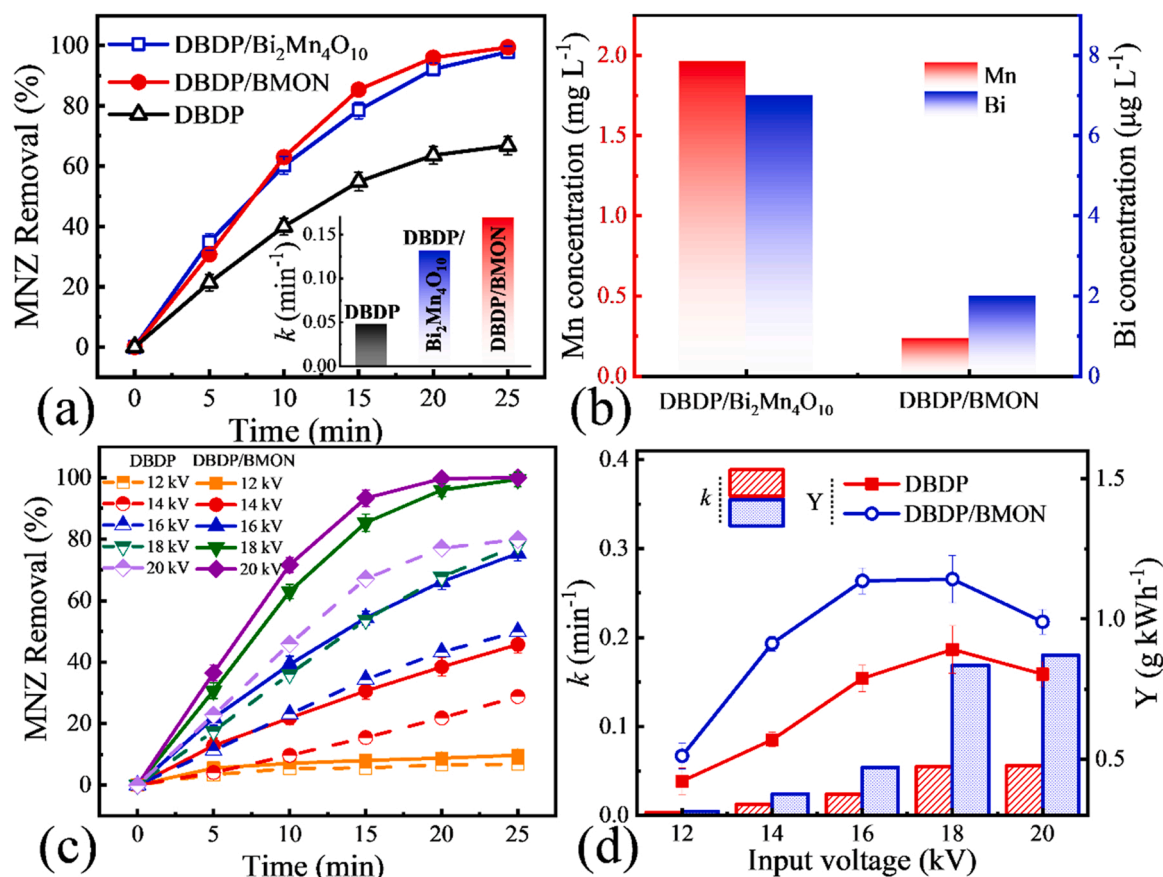 100
80
60
40
20
0
MNZ Removal (%)
DBDP/Bi₂Mn₄O₁₀
DBDP/BMON
DBDP
0.15
0.10
0.05
0.00
k (min⁻¹)
DBDP
DBDP/
Bi₂Mn₄O₁₀
DBDP/BMON
0 5 10 15 20 25
Time (min)
(a)
2.0
1.5
1.0
0.5
0.0
Mn concentration (mg L⁻¹)
Mn
Bi
8
6
4
2
0
Bi concentration (μg L⁻¹)
DBDP/Bi₂Mn₄O₁₀ DBDP/BMON
(b)
100
80
60
40
20
0
MNZ Removal (%)
DBDP DBDP/BMON
12 kV 12 kV
14 kV 14 kV
16 kV 16 kV
18 kV 18 kV
20 kV 20 kV
0 5 10 15 20 25
Time (min)
(c)
0.4
0.3
0.2
0.1
0.0
k (min⁻¹)
k
Y
DBDP
DBDP/BMON
1.5
1.0
0.5
Y (g kWh⁻¹)
12 14 16 18 20
Input voltage (kV)
(d)